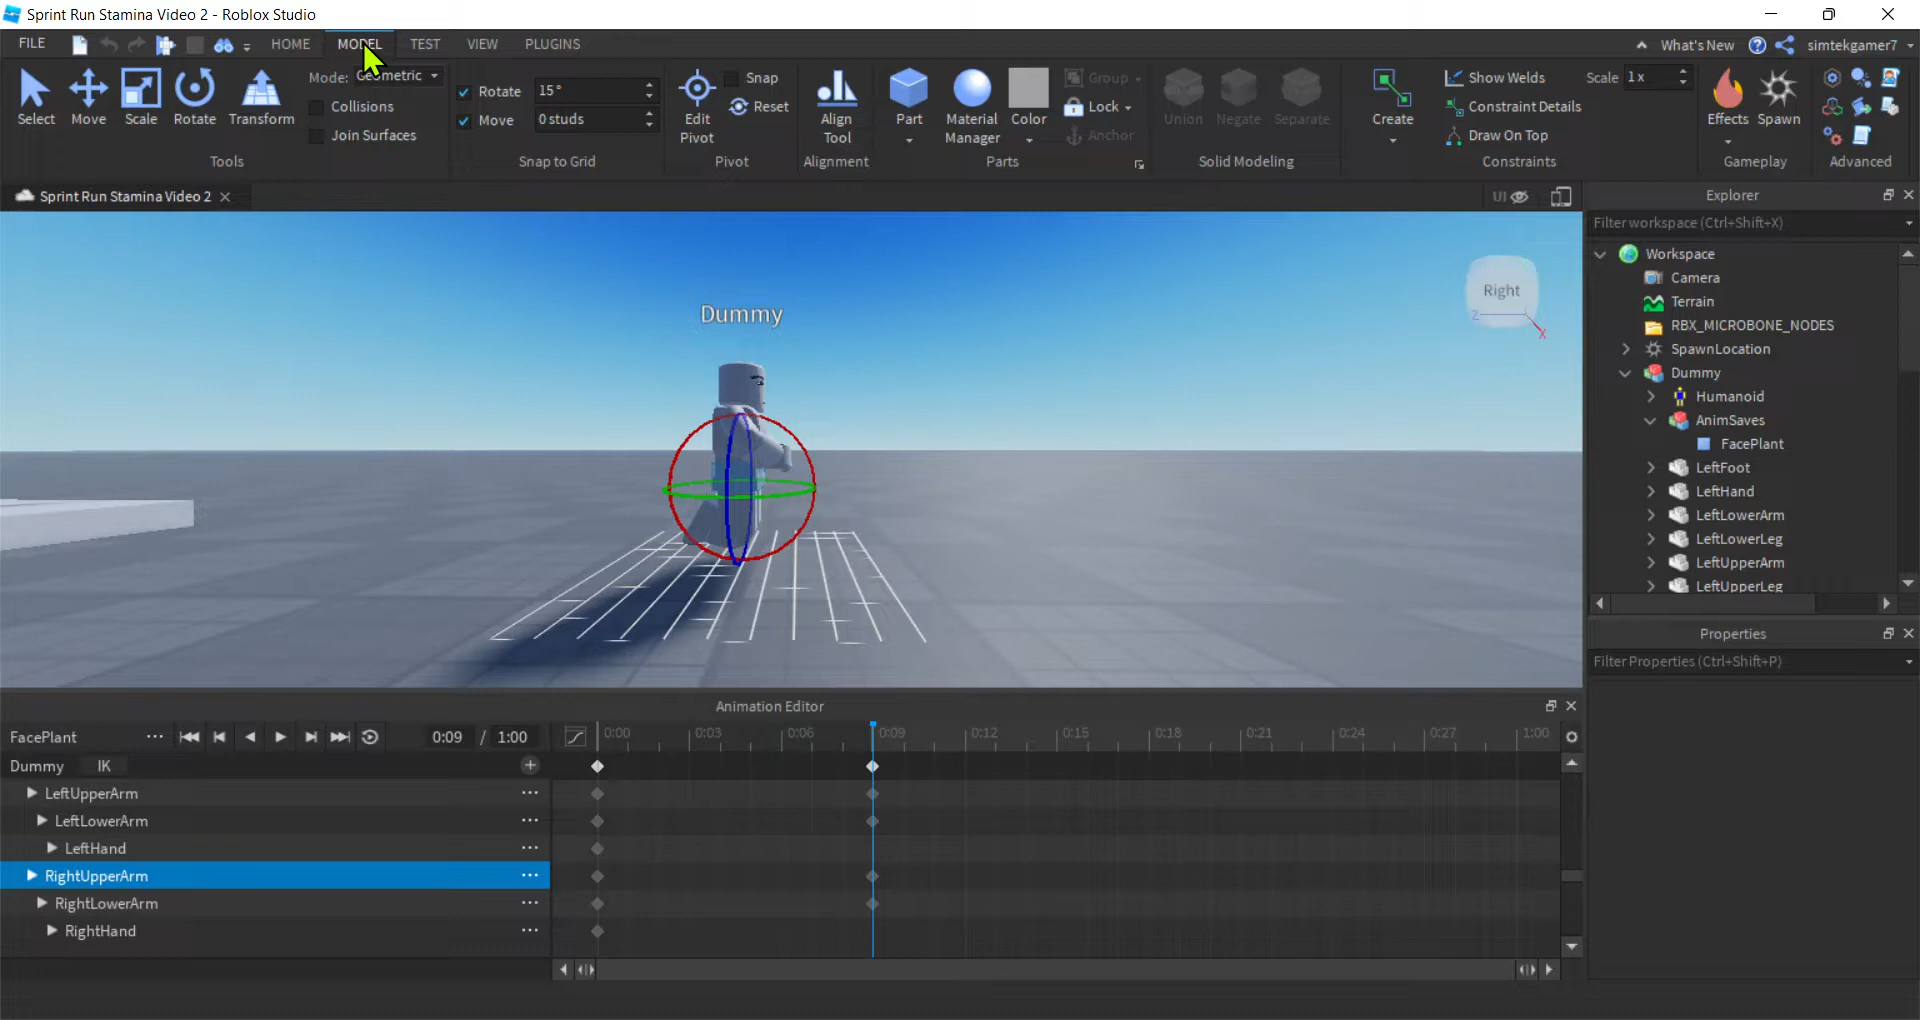 Sprint Run Stamina Video 2 - Roblox Studio
FILE HOME MODEL TEST VIEW PLUGINS What's New simtekgamer7
Select Move Scale Rotate Transform
Mode: Geometric
Collisions
Join Surfaces
Tools
Rotate 15°
Move 0 studs
Snap to Grid
Edit
Pivot
Snap
Reset
Pivot
Align
Tool
Alignment
Part
Material
Manager
Color
Group
Lock
Anchor
Parts
Union Negate Separate
Solid Modeling
Create
Show Welds Scale 1x
Constraint Details
Draw On Top
Constraints
Effects Spawn
Gameplay
Advanced
Sprint Run Stamina Video 2
UI
Dummy
Right
Z
X
Explorer
Filter workspace (Ctrl+Shift+X)
Workspace
Camera
Terrain
RBX_MICROBONE_NODES
SpawnLocation
Dummy
Humanoid
AnimSaves
FacePlant
LeftFoot
LeftHand
LeftLowerArm
LeftLowerLeg
LeftUpperArm
LeftUpperLeg
Properties
Filter Properties (Ctrl+Shift+P)
Animation Editor
FacePlant ··· 0:09 / 1:00 0:00 0:03 0:06 0:09 0:12 0:15 0:18 0:21 0:24 0:27 1:00
Dummy IK
LeftUpperArm ···
LeftLowerArm ···
LeftHand ···
RightUpperArm ···
RightLowerArm ···
RightHand ···